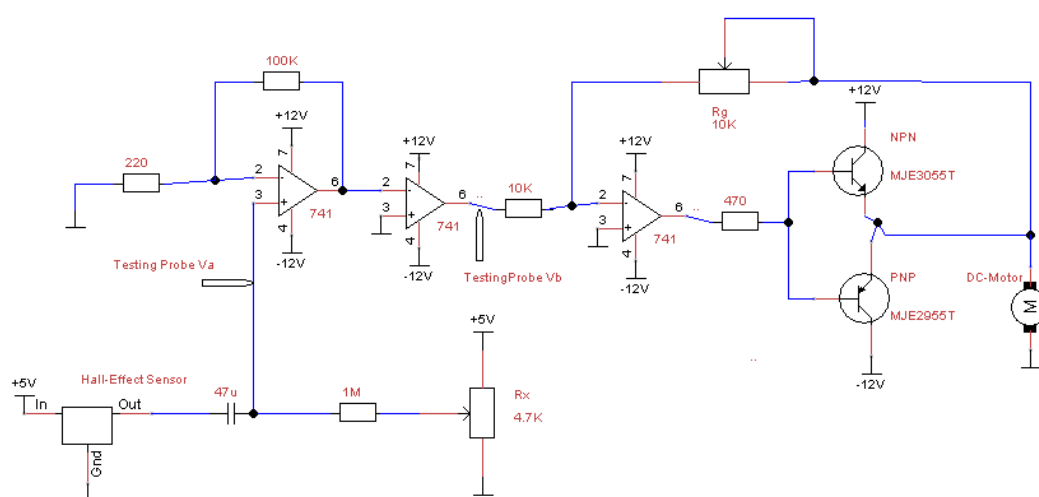 100K
+12V
220
2
7
6
3
4
741
-12V
+12V
2
7
6
..
3
4
741
-12V
Testing Probe Va
TestingProbe Vb
10K
Rg
10K
+12V
2
7
6
..
3
4
741
-12V
470
+12V
NPN
MJE3055T
PNP
MJE2955T
-12V
DC-Motor
M
..
+5V
Hall-Effect Sensor
In
Out
Gnd
47u
1M
+5V
Rx
4.7K